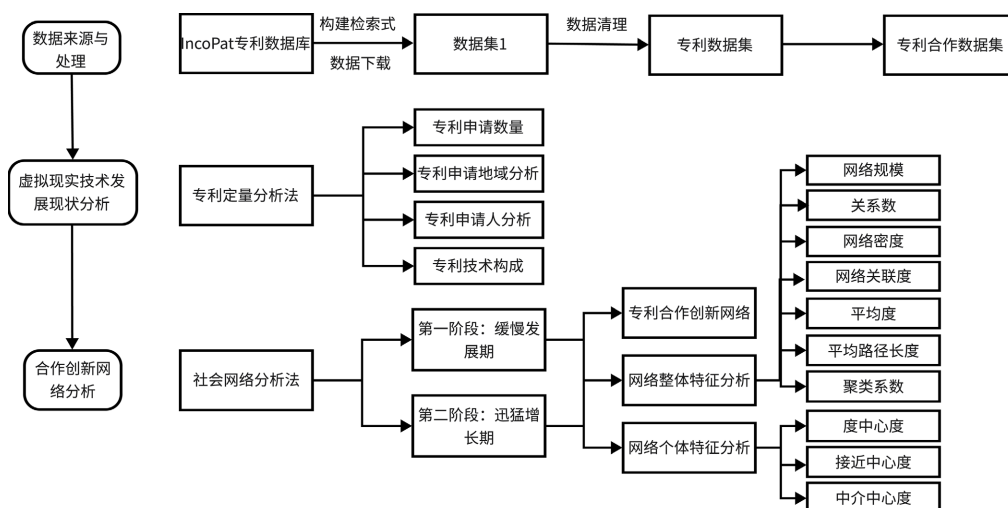 数据来源与
处理
IncoPat专利数据库
构建检索式
数据下载
数据集1
数据清理
专利数据集
专利合作数据集
虚拟现实技术发
展现状分析
专利定量分析法
专利申请数量
专利申请地域分析
专利申请人分析
专利技术构成
合作创新网
络分析
社会网络分析法
第一阶段：缓慢发
展期
第二阶段：迅猛增
长期
专利合作创新网络
网络整体特征分析
网络个体特征分析
网络规模
关系数
网络密度
网络关联度
平均度
平均路径长度
聚类系数
度中心度
接近中心度
中介中心度